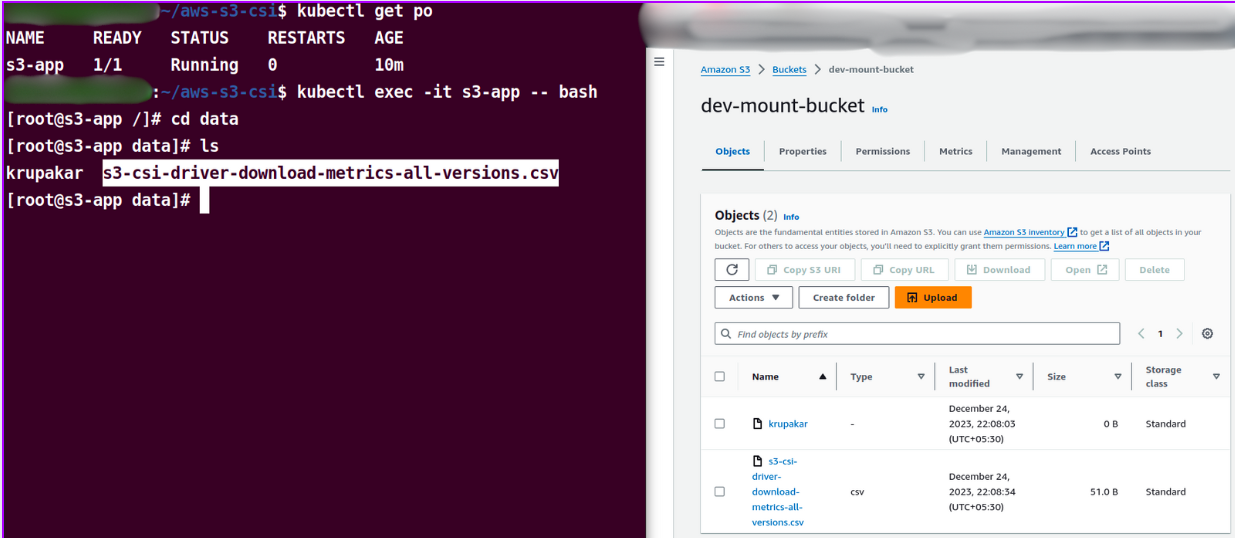 ~/aws-s3-csi$ kubectl get po
NAME READY STATUS RESTARTS AGE
s3-app 1/1 Running 0 10m
:~/aws-s3-csi$ kubectl exec -it s3-app -- bash
[root@s3-app /]# cd data
[root@s3-app data]# ls
krupakar s3-csi-driver-download-metrics-all-versions.csv
[root@s3-app data]#
Amazon S3 > Buckets > dev-mount-bucket
dev-mount-bucket Info
Objects Properties Permissions Metrics Management Access Points
Objects (2) Info
Objects are the fundamental entities stored in Amazon S3. You can use Amazon S3 inventory to get a list of all objects in your
bucket. For others to access your objects, you'll need to explicitly grant them permissions. Learn more
Copy S3 URI Copy URL Download Open Delete
Actions Create folder Upload
Find objects by prefix 1
Name Type Last modified Size Storage class
krupakar - December 24, 2023, 22:08:03 (UTC+05:30) 0 B Standard
s3-csi-
driver-
download-
metrics-all-
versions.csv
csv
December 24,
2023, 22:08:34
(UTC+05:30)
51.0 B
Standard